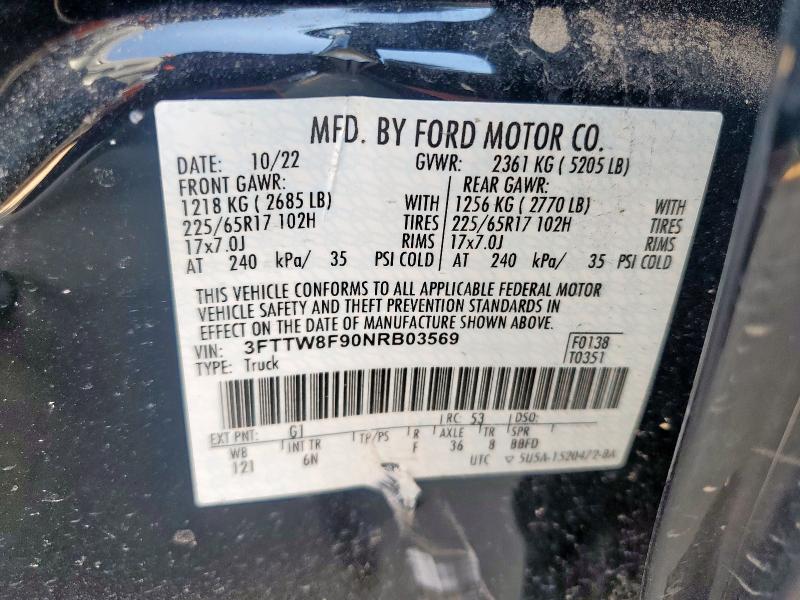 MFD. BY FORD MOTOR CO.
DATE: 10/22 GVWR: 2361 KG ( 5205 LB)
FRONT GAWR: REAR GAWR:
1218 KG ( 2685 LB) WITH 1256 KG ( 2770 LB) WITH
225/65R17 102H TIRES 225/65R17 102H TIRES
17x7.0J RIMS 17x7.0J RIMS
AT 240 kPa/ 35 PSI COLD AT 240 kPa/ 35 PSI COLD
THIS VEHICLE CONFORMS TO ALL APPLICABLE FEDERAL MOTOR
VEHICLE SAFETY AND THEFT PREVENTION STANDARDS IN
EFFECT ON THE DATE OF MANUFACTURE SHOWN ABOVE.
VIN: 3FTTW8F90NRB03569 F0138
TYPE: Truck T0351
EXT PNT: G1 RC: 53 DSO:
WB INT TR TP/PS R AXLE TR SPR
121 6N F 36 8 BBFD
UTC ▽ 5U5A-1520472-BA